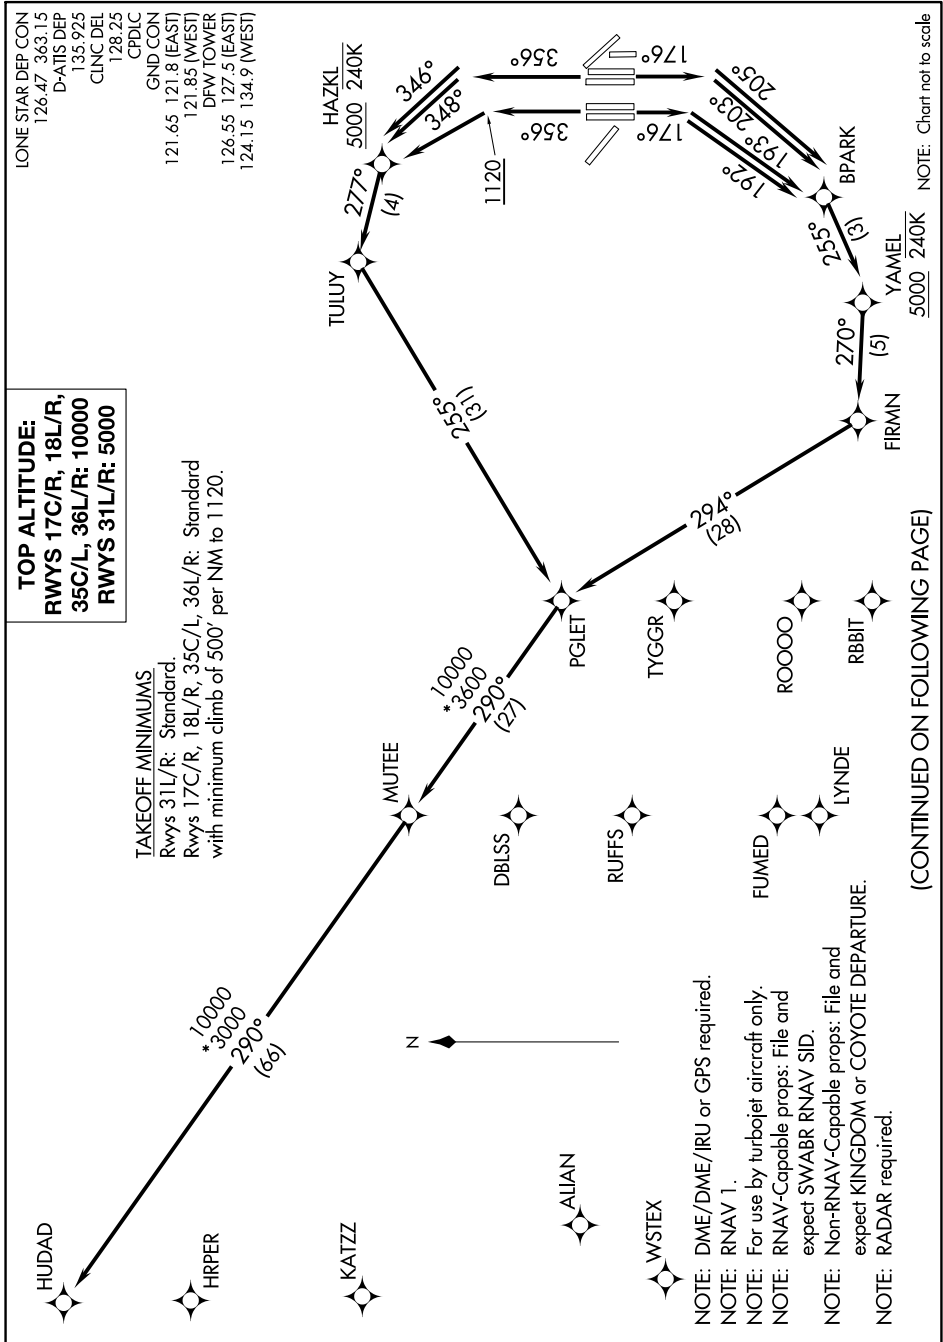 TOP ALTITUDE:
RWYS 17C/R, 18L/R,
35C/L, 36L/R: 10000
RWYS 31L/R: 5000
LONE STAR DEP CON
126.47 363.15
D-ATIS DEP
135.925
CLNC DEL
128.25
CPDLC
GND CON
121.65 121.8 (EAST)
121.85 (WEST)
DFW TOWER
126.55 127.5 (EAST)
124.15 134.9 (WEST)
TAKEOFF MINIMUMS
Rwys 31L/R: Standard.
Rwys 17C/R, 18L/R, 35C/L, 36L/R: Standard
with minimum climb of 500' per NM to 1120.
HUDAD
HRPER
KATZZ
ALIAN
WSTEX
10000
*3000
290°
(66)
N
MUTEE
DBLSS
RUFFS
FUMED
LYNDE
10000
*3600
290°
(27)
PGLET
TYGGR
ROOOO
RBBIT
255°
(31)
294°
(28)
TULUY
277°
(4)
HAZKL
5000 240K
346°
348°
1120
356°
356°
176°
176°
205°
203°
193°
192°
BPARK
255°
(3)
YAMEL
5000 240K
270°
(5)
FIRMN
NOTE: Chart not to scale
NOTE: DME/DME/IRU or GPS required.
NOTE: RNAV 1.
NOTE: For use by turbojet aircraft only.
NOTE: RNAV-Capable props: File and
expect SWABR RNAV SID.
NOTE: Non-RNAV-Capable props: File and
expect KINGDOM or COYOTE DEPARTURE.
NOTE: RADAR required.
(CONTINUED ON FOLLOWING PAGE)